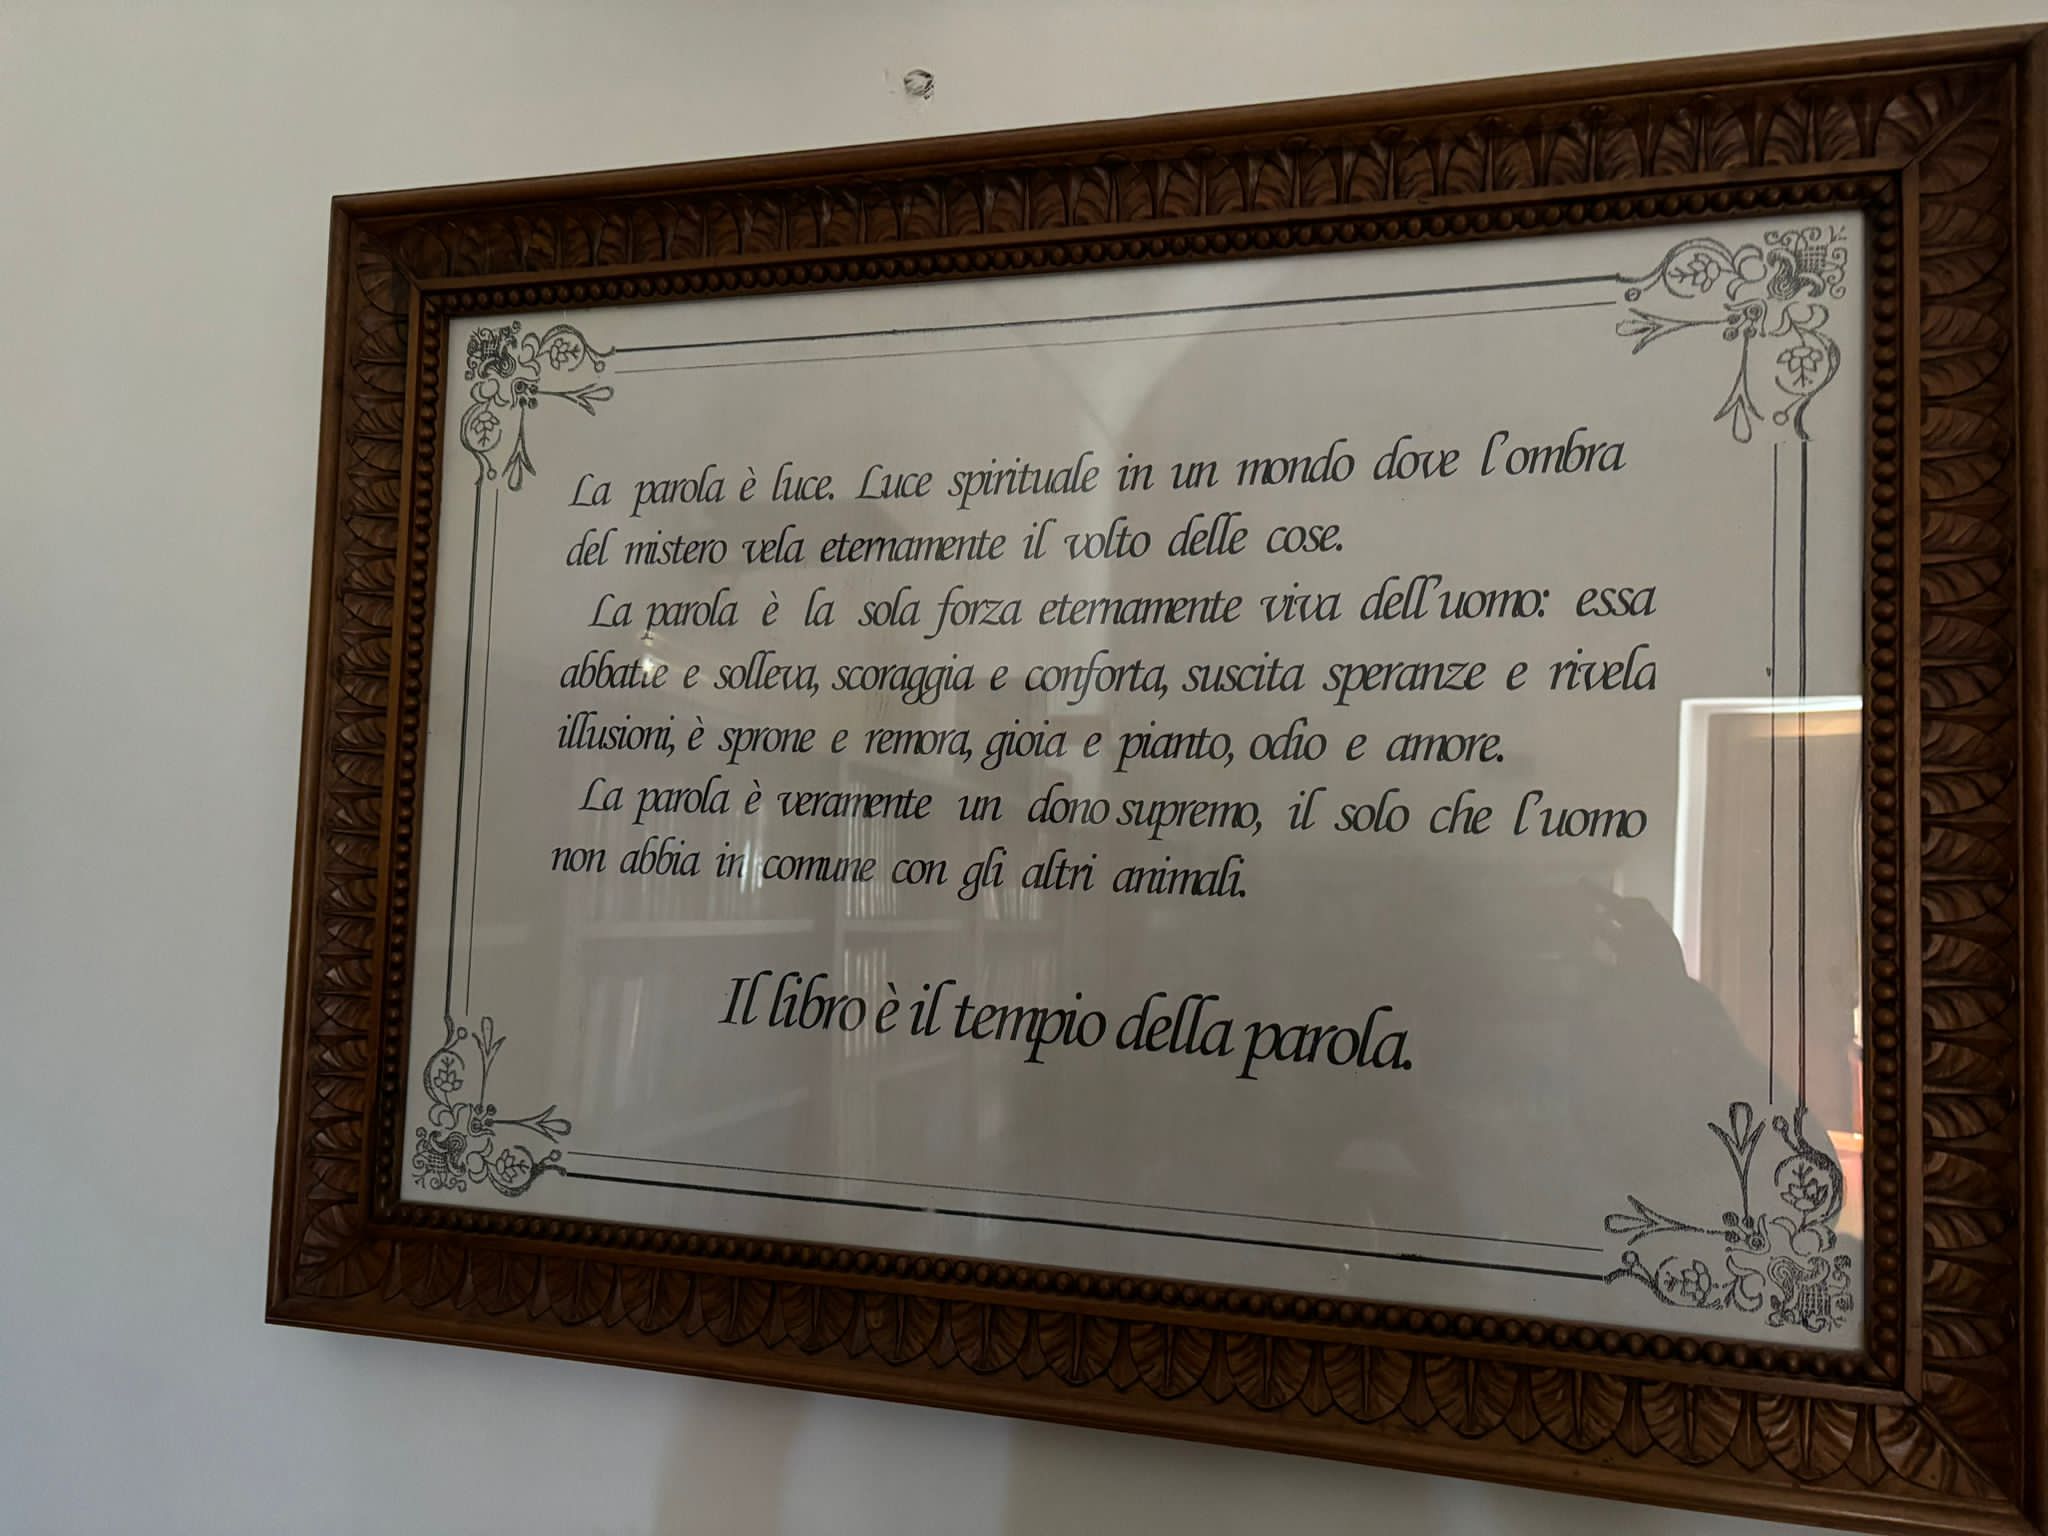 La parola è luce. Luce spirituale in un mondo dove l'ombra
del mistero vela eternamente il volto delle cose.
La parola è la sola forza eternamente viva dell'uomo: essa
abbatte e solleva, scoraggia e conforta, suscita speranze e rivela
illusioni, è sprone e remora, gioia e pianto, odio e amore.
La parola è veramente un dono supremo, il solo che l'uomo
non abbia in comune con gli altri animali.
Il libro è il tempio della parola.